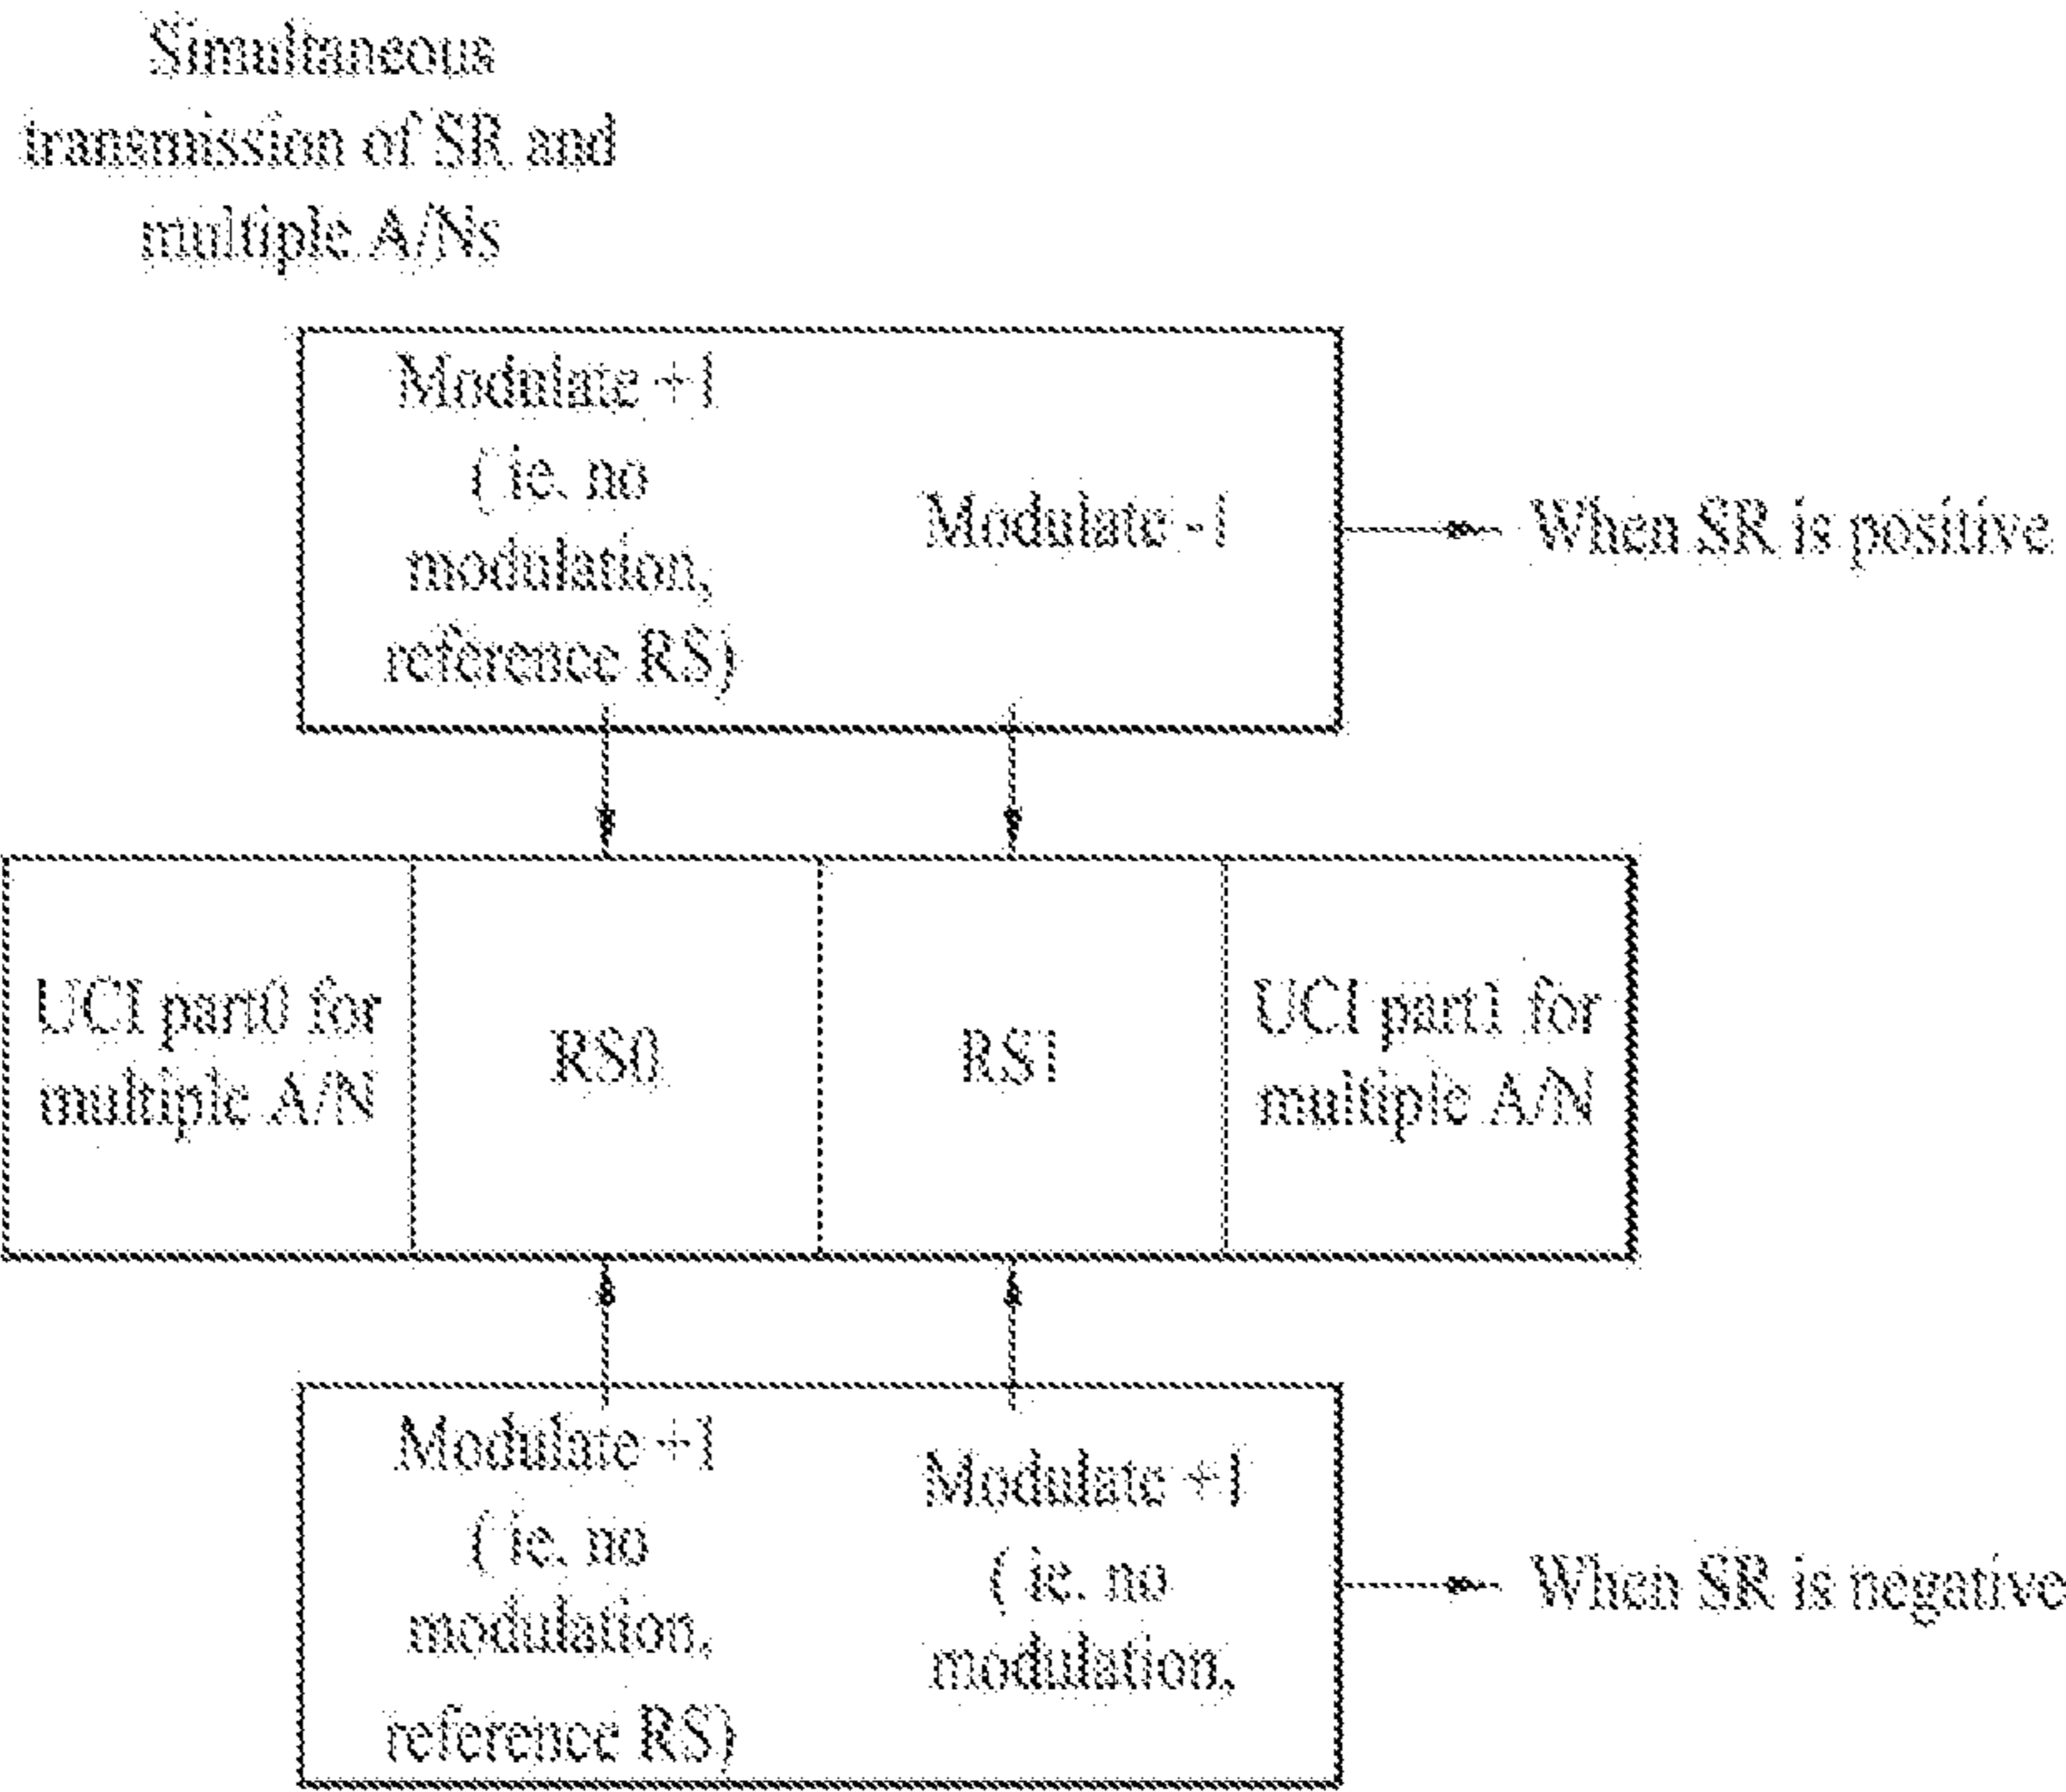 Simultaneous
transmission of SR and
multiple A/Ns
Modulate +1
( ie. no
modulation,
reference RS)
Modulate -1
When SR is positive
UCI part0 for
multiple A/N
RS0
RS1
UCI part1 for
multiple A/N
Modulate +1
( ie. no
modulation,
reference RS)
Modulate +1
( ie. no
modulation,
When SR is negative